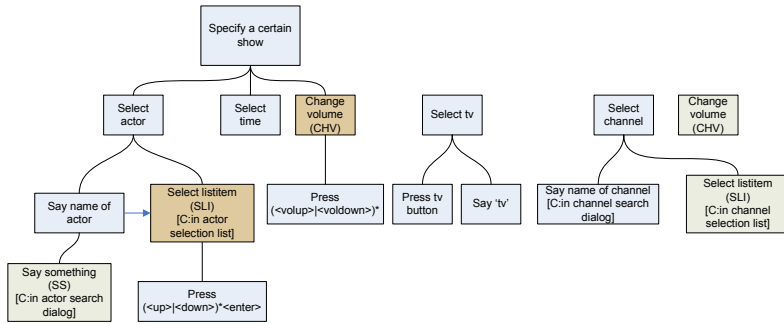 Specify a certain
show
Select
actor
Select
time
Change
volume
(CHV)
Select tv
Select
channel
Change
volume
(CHV)
Say name of
actor
Select listitem
(SLI)
[C:in actor
selection list]
Press
(<volup>|<voldown>)*
Press tv
button
Say ‘tv’
Say name of channel
[C:in channel search
dialog]
Select listitem
(SLI)
[C:in channel
selection list]
Say something
(SS)
[C:in actor search
dialog]
Press
(<up>|<down>)*<enter>